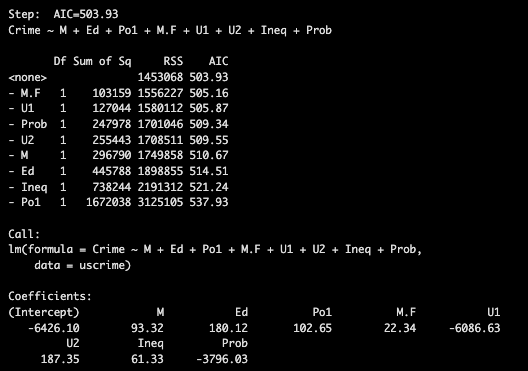 Step:  AIC=503.93
Crime ~ M + Ed + Po1 + M.F + U1 + U2 + Ineq + Prob

       Df Sum of Sq     RSS    AIC
<none>              1453068 503.93
- M.F   1    103159 1556227 505.16
- U1    1    127044 1580112 505.87
- Prob  1    247978 1701046 509.34
- U2    1    255443 1708511 509.55
- M     1    296790 1749858 510.67
- Ed    1    445788 1898855 514.51
- Ineq  1    738244 2191312 521.24
- Po1   1   1672038 3125105 537.93

Call:
lm(formula = Crime ~ M + Ed + Po1 + M.F + U1 + U2 + Ineq + Prob,
    data = uscrime)

Coefficients:
(Intercept)            M           Ed          Po1          M.F           U1
   -6426.10        93.32       180.12       102.65        22.34     -6086.63
         U2         Ineq         Prob
     187.35        61.33     -3796.03